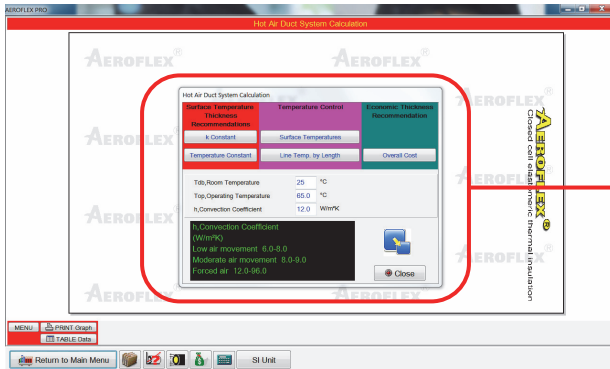 AEROFLEX PRO
Hot Air Duct System Calculation
AEROFLEX®
AEROFLEX®
AEROFLEX
AEROFLEX
AEROFLEX
AEROFLEX
AEROFLEX
AEROFLEX
AEROFLEX
AEROFLEX®
Closed cell elastomeric thermal insulation
Hot Air Duct System Calculation
Surface Temperature
Thickness
Recommendations
Temperature Control
Economic Thickness
Recommendation
k Constant
Surface Temperatures
Temperature Constant
Line Temp. by Length
Overall Cost
Tdb,Room Temperature 25 °C
Top,Operating Temperature 65.0 °C
h,Convection Coefficient 12.0 W/m²K
h,Convection Coefficient
(W/m²K)
Low air movement 6.0-8.0
Moderate air movement 8.0-9.0
Forced air 12.0-96.0
Close
MENU
PRINT Graph
TABLE Data
Return to Main Menu
SI Unit